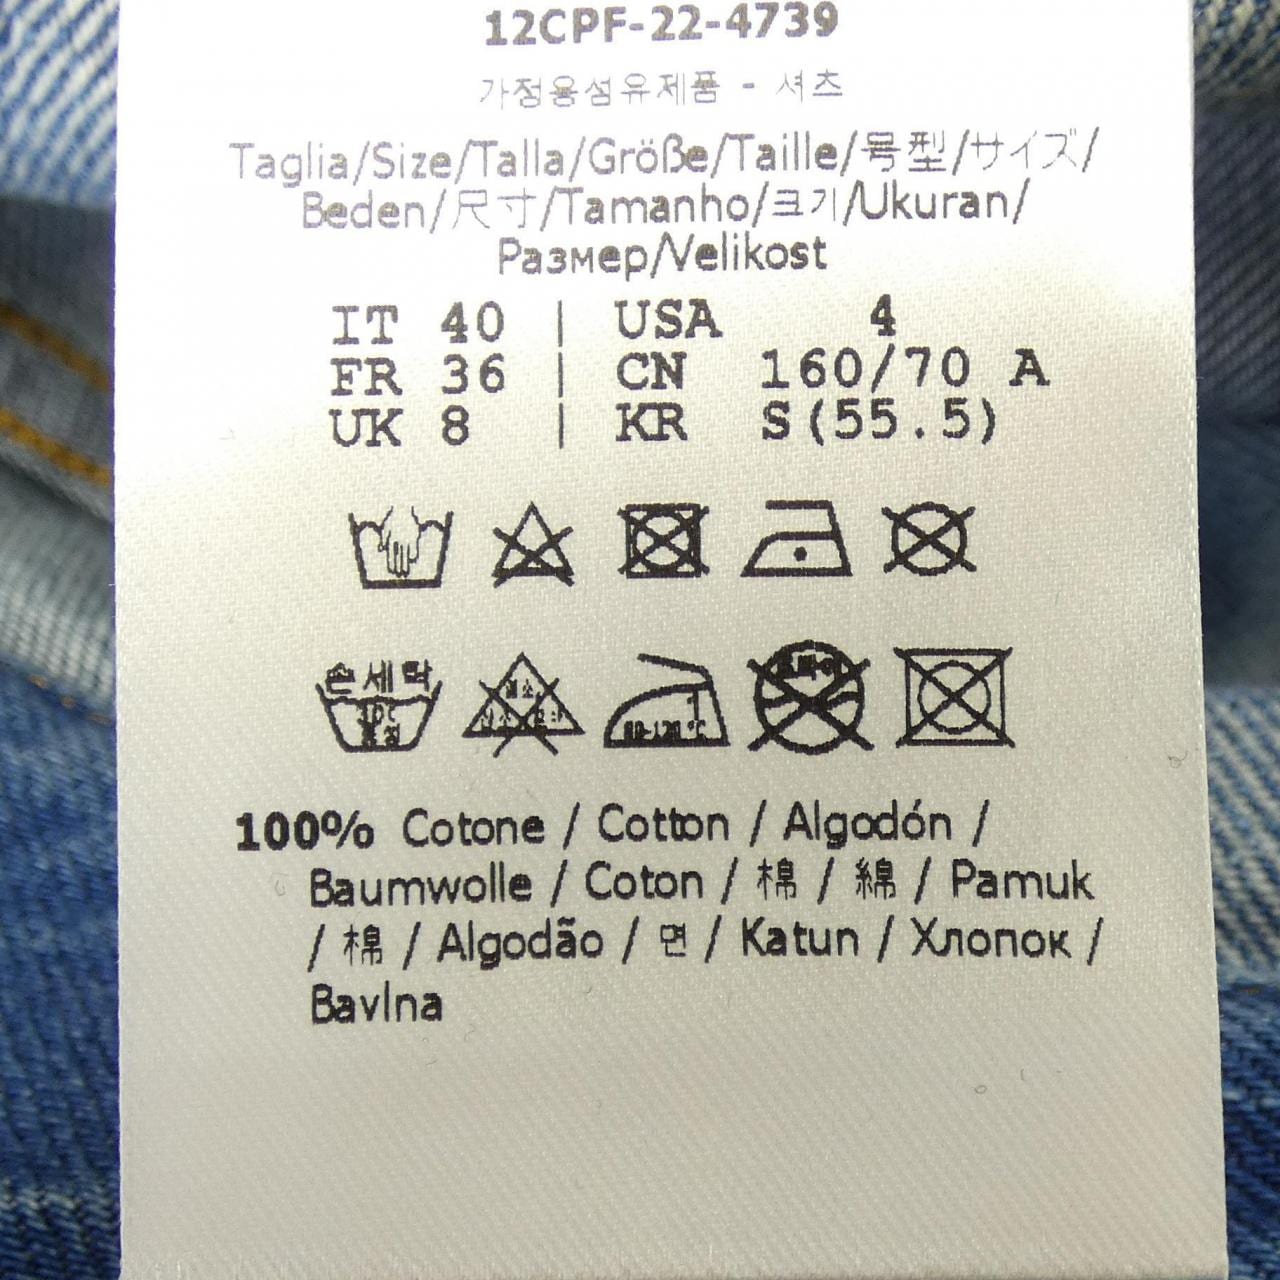 12CPF-22-4739
가정용섬유제품 - 셔츠
Taglia/Size/Talla/Größe/Taille/号型/サイズ/
Beden/尺寸/Tamanho/크기/Ukuran/
Размер/Velikost
IT 40 | USA 4
FR 36 | CN 160/70 A
UK 8 | KR S(55.5)
손세탁
100% Cotone / Cotton / Algodón /
Baumwolle / Coton / 棉 / 綿 / Pamuk
/ 棉 / Algodão / 면 / Katun / Хлопок /
Bavlna